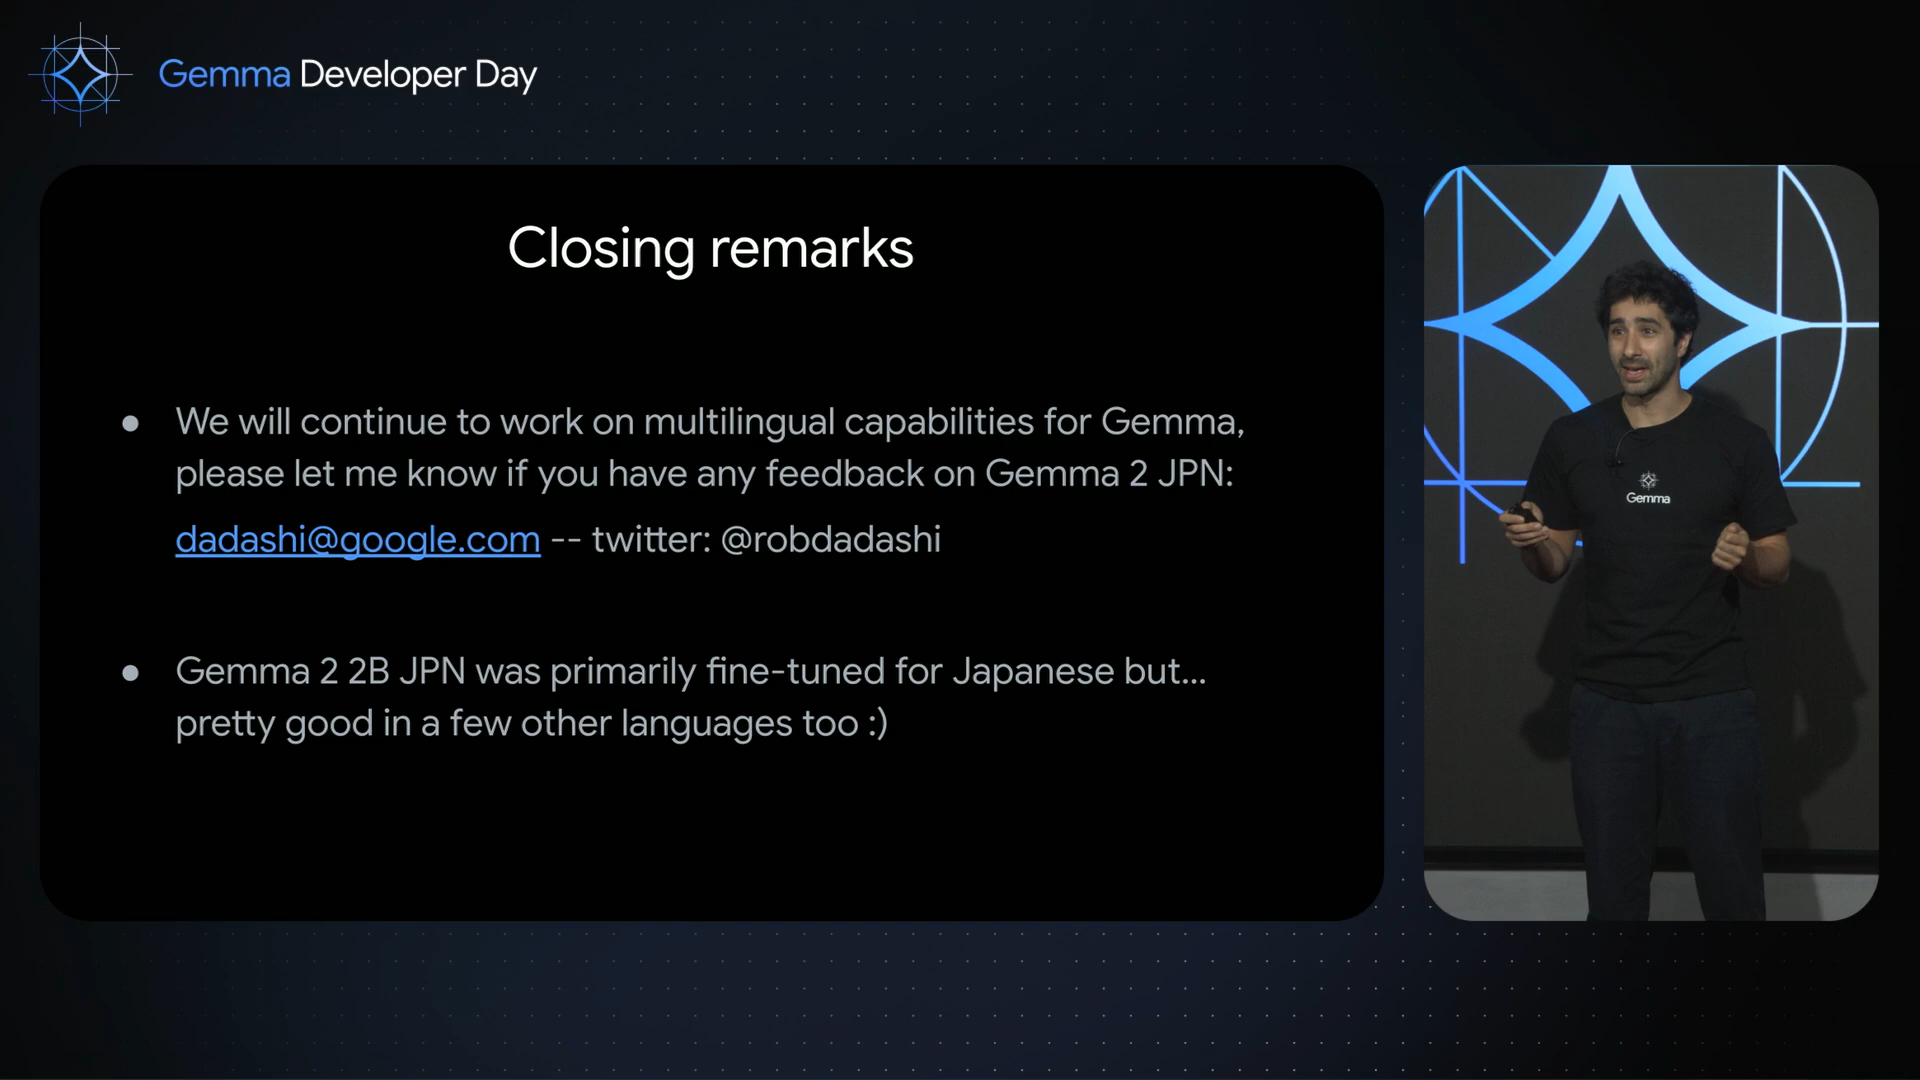 Gemma Developer Day
Closing remarks
● We will continue to work on multilingual capabilities for Gemma,
please let me know if you have any feedback on Gemma 2 JPN:
dadashi@google.com -- twitter: @robdadashi
● Gemma 2 2B JPN was primarily fine-tuned for Japanese but...
pretty good in a few other languages too :)
Gemma